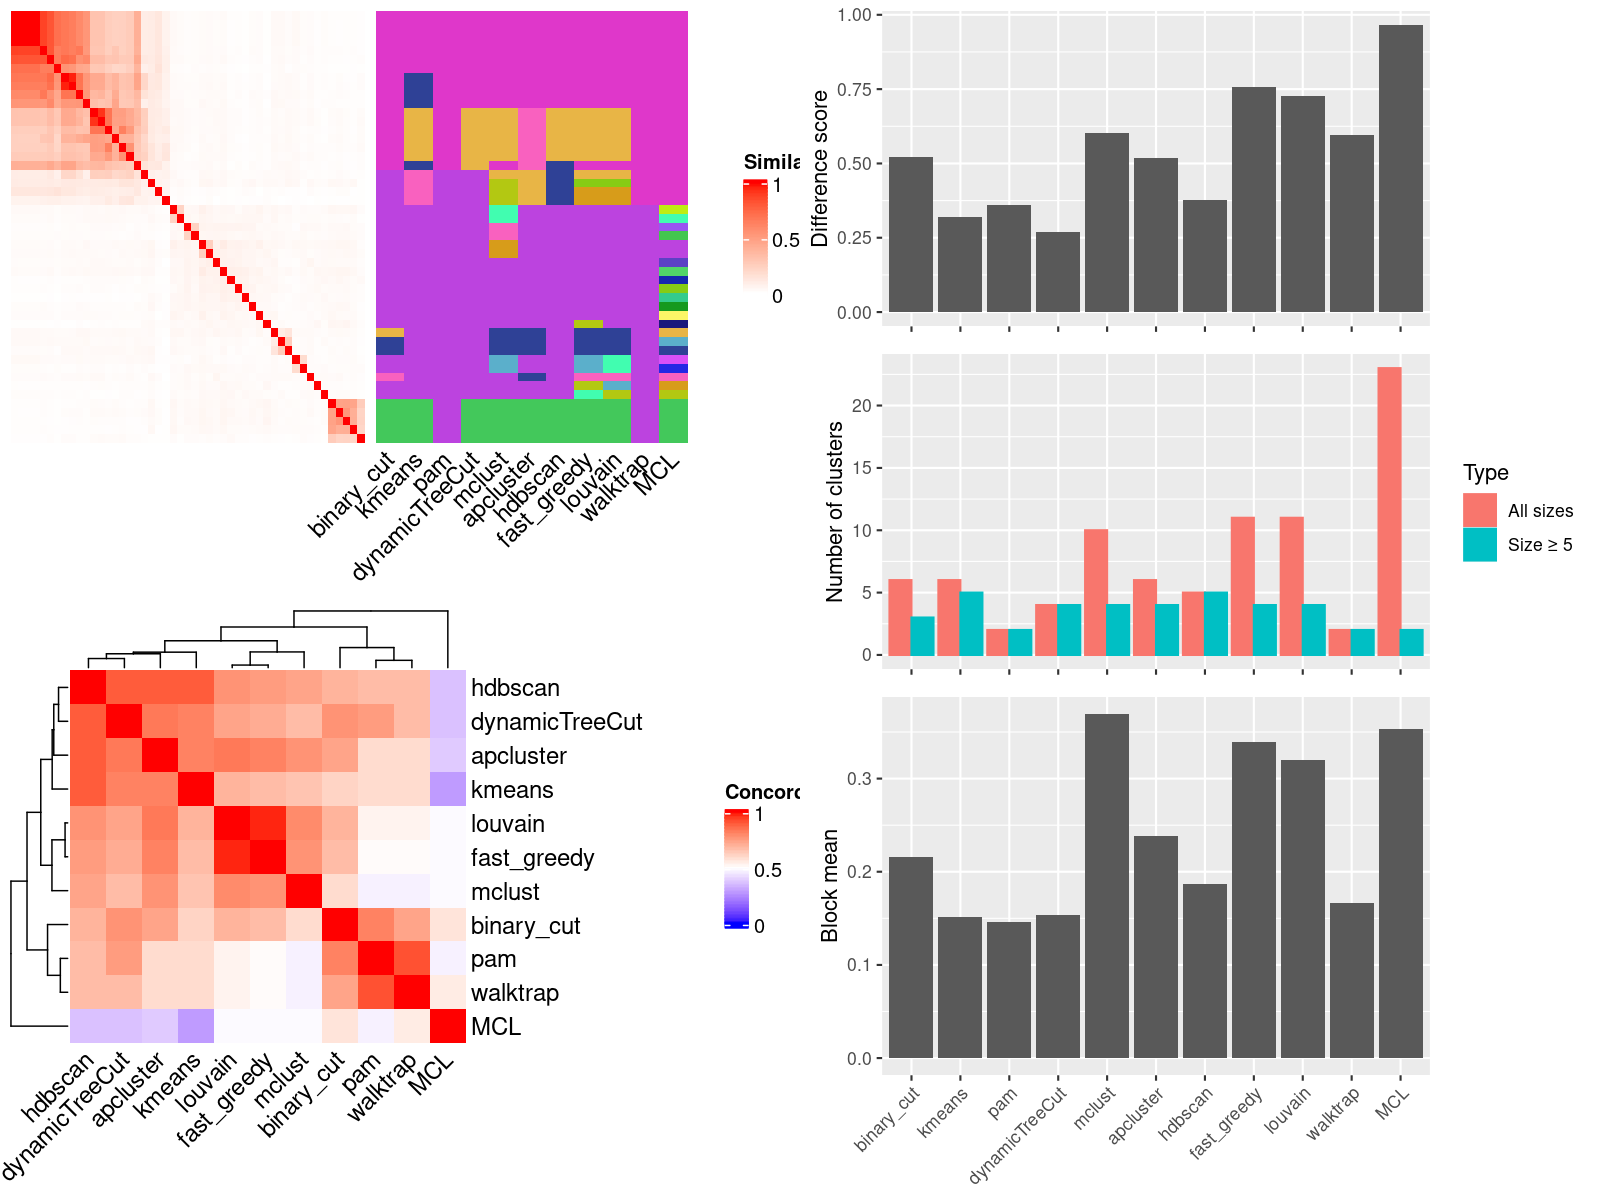 Simila
1
0.5
0
binary_cut
kmeans
pam
dynamicTreeCut
mclust
apcluster
hdbscan
fast_greedy
louvain
walktrap
MCL
hdbscan
dynamicTreeCut
apcluster
kmeans
louvain
fast_greedy
mclust
binary_cut
pam
walktrap
MCL
Concord
1
0.5
0
hdbscan
dynamicTreeCut
apcluster
kmeans
louvain
fast_greedy
mclust
binary_cut
pam
walktrap
MCL
Difference score
1.00
0.75
0.50
0.25
0.00
Number of clusters
20
15
10
5
0
Type
All sizes
Size ≥ 5
Block mean
0.3
0.2
0.1
0.0
binary_cut
kmeans
pam
dynamicTreeCut
mclust
apcluster
hdbscan
fast_greedy
louvain
walktrap
MCL